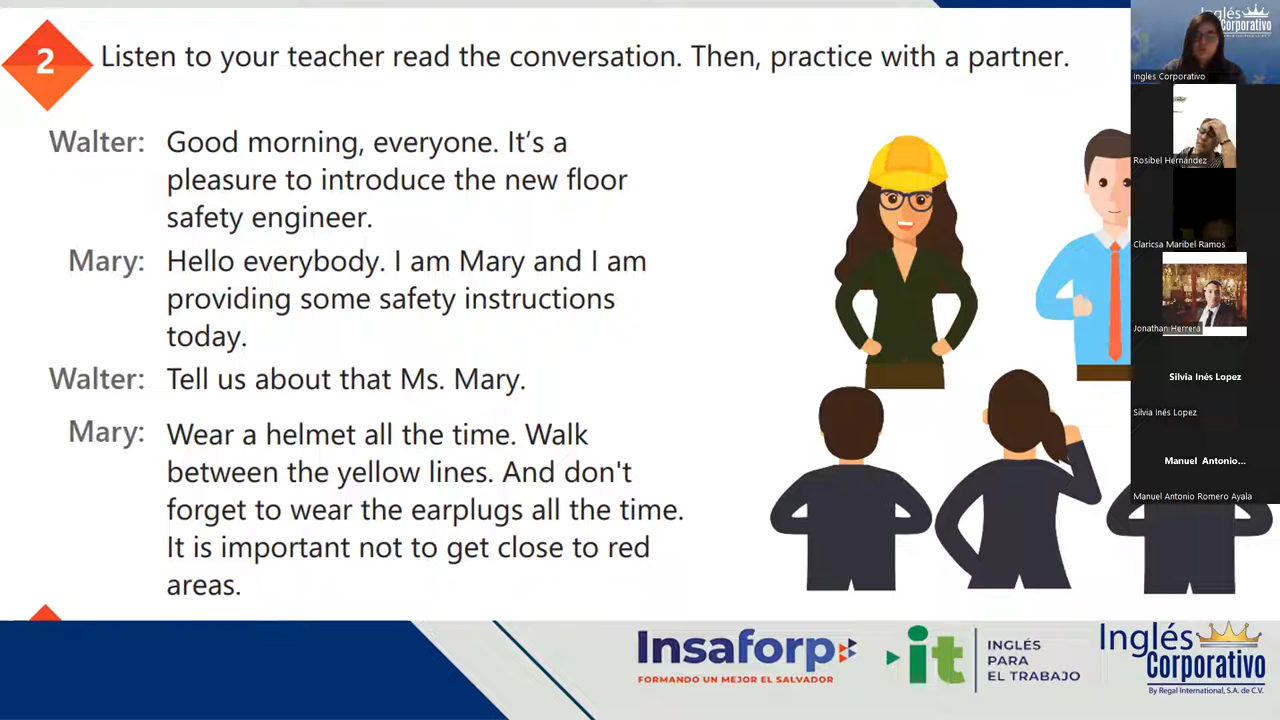 2
Listen to your teacher read the conversation. Then, practice with a partner.
Walter: Good morning, everyone. It's a
pleasure to introduce the new floor
safety engineer.
Mary: Hello everybody. I am Mary and I am
providing some safety instructions
today.
Walter: Tell us about that Ms. Mary.
Mary: Wear a helmet all the time. Walk
between the yellow lines. And don't
forget to wear the earplugs all the time.
It is important not to get close to red
areas.
Inglés
Corporativo
Ingles Corporativo
Rosibel Hernández
Claricsa Maribel Ramos
Jonathan Herrera
Silvia Inés Lopez
Silvia Inés Lopez
Manuel Antonio...
Manuel Antonio Romero Ayala
Insaforp
FORMANDO UN MEJOR EL SALVADOR
it
INGLÉS
PARA
EL TRABAJO
Inglés
Corporativo
By Regal International, S.A. de C.V.